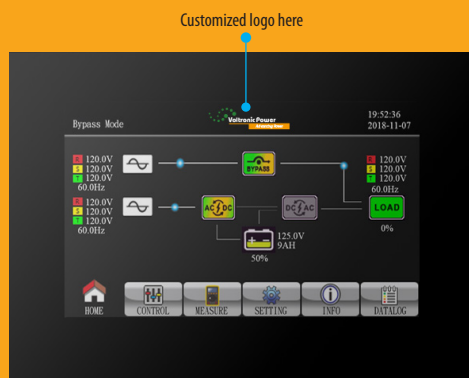 Customized logo here
Bypass Mode
VoltronicPower
Advancing Power
19:52:36
2018-11-07
R 120.0V
S 120.0V
T 120.0V
60.0Hz
BYPASS
R 120.0V
S 120.0V
T 120.0V
60.0Hz
R 120.0V
S 120.0V
T 120.0V
60.0Hz
AC DC
DC AC
LOAD
0%
125.0V
9AH
50%
HOME
CONTROL
MEASURE
SETTING
INFO
DATALOG